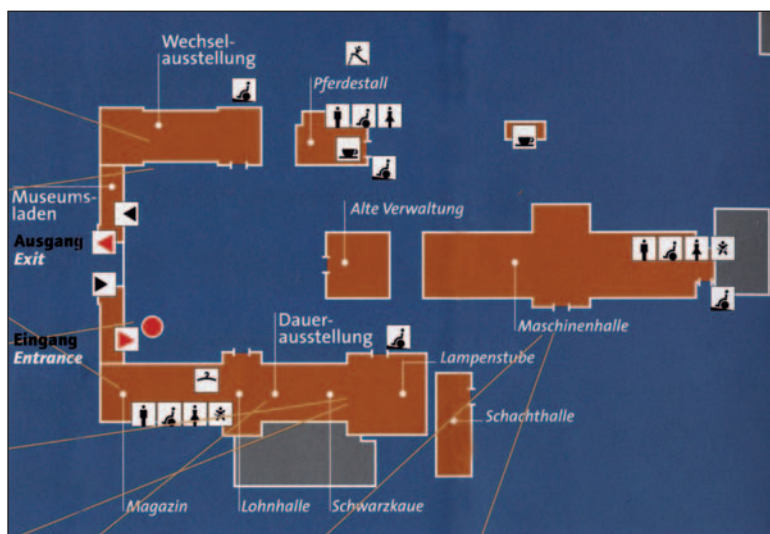 Wechsel-
ausstellung
Pferdestall
Museums-
laden
Alte Verwaltung
Ausgang
Exit
Eingang
Entrance
Dauer-
ausstellung
Maschinenhalle
Lampenstube
Schachthalle
Magazin
Lohnhalle
Schwarzkaue